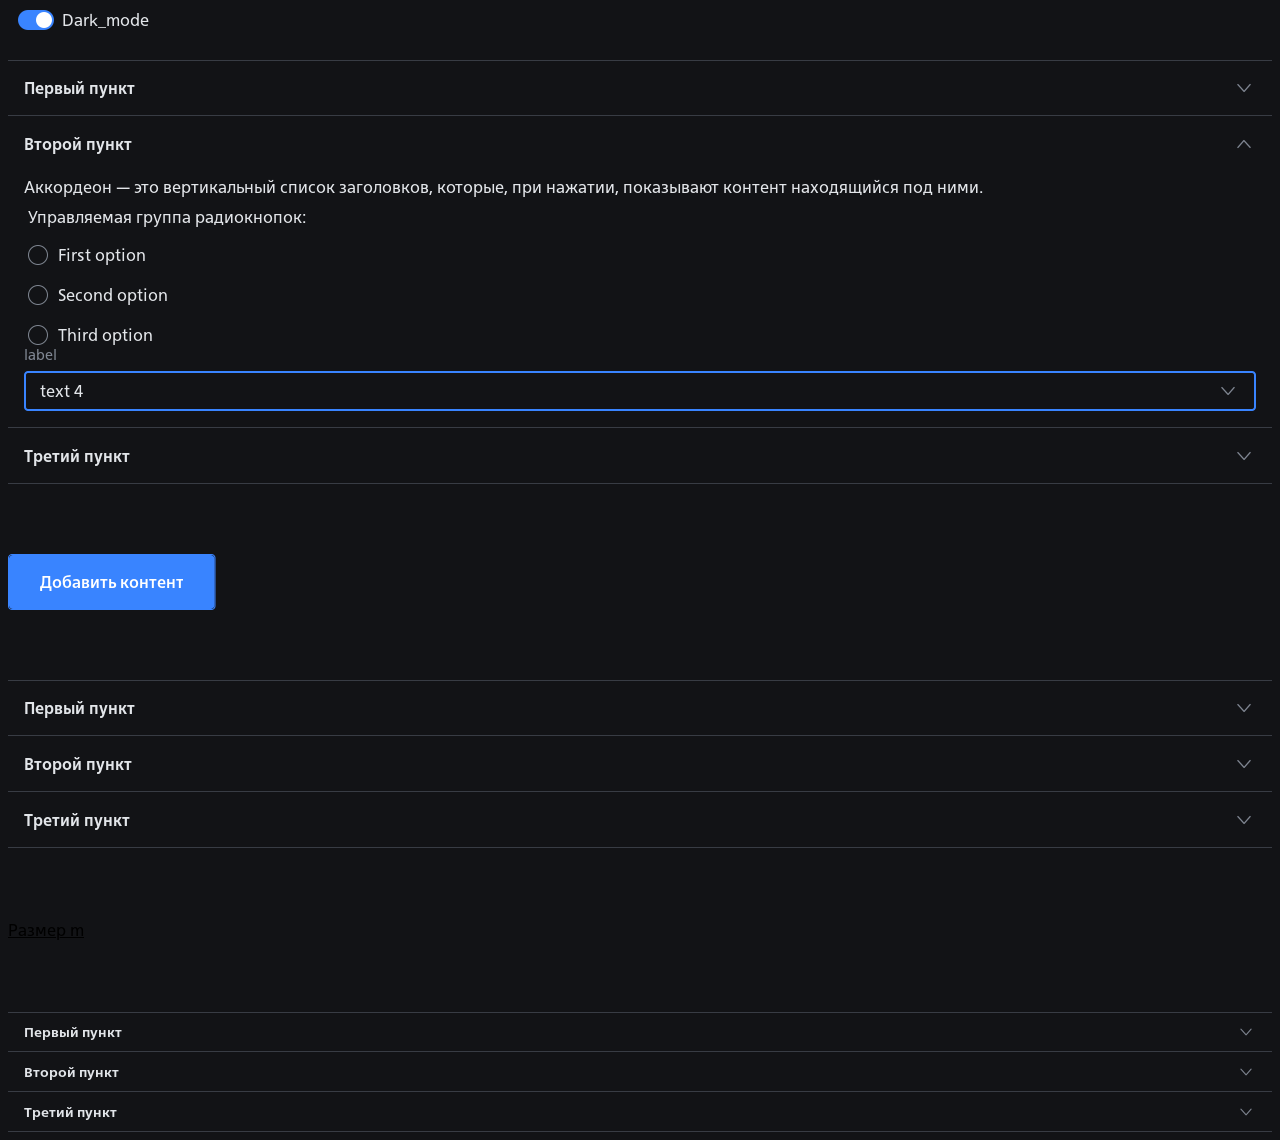 Dark_mode
Первый пункт
Второй пункт
Аккордеон — это вертикальный список заголовков, которые, при нажатии, показывают контент находящийся под ними.
Управляемая группа радиокнопок:
First option
Second option
Third option
label
text 4
Третий пункт
Добавить контент
Первый пункт
Второй пункт
Третий пункт
Размер m
Первый пункт
Второй пункт
Третий пункт